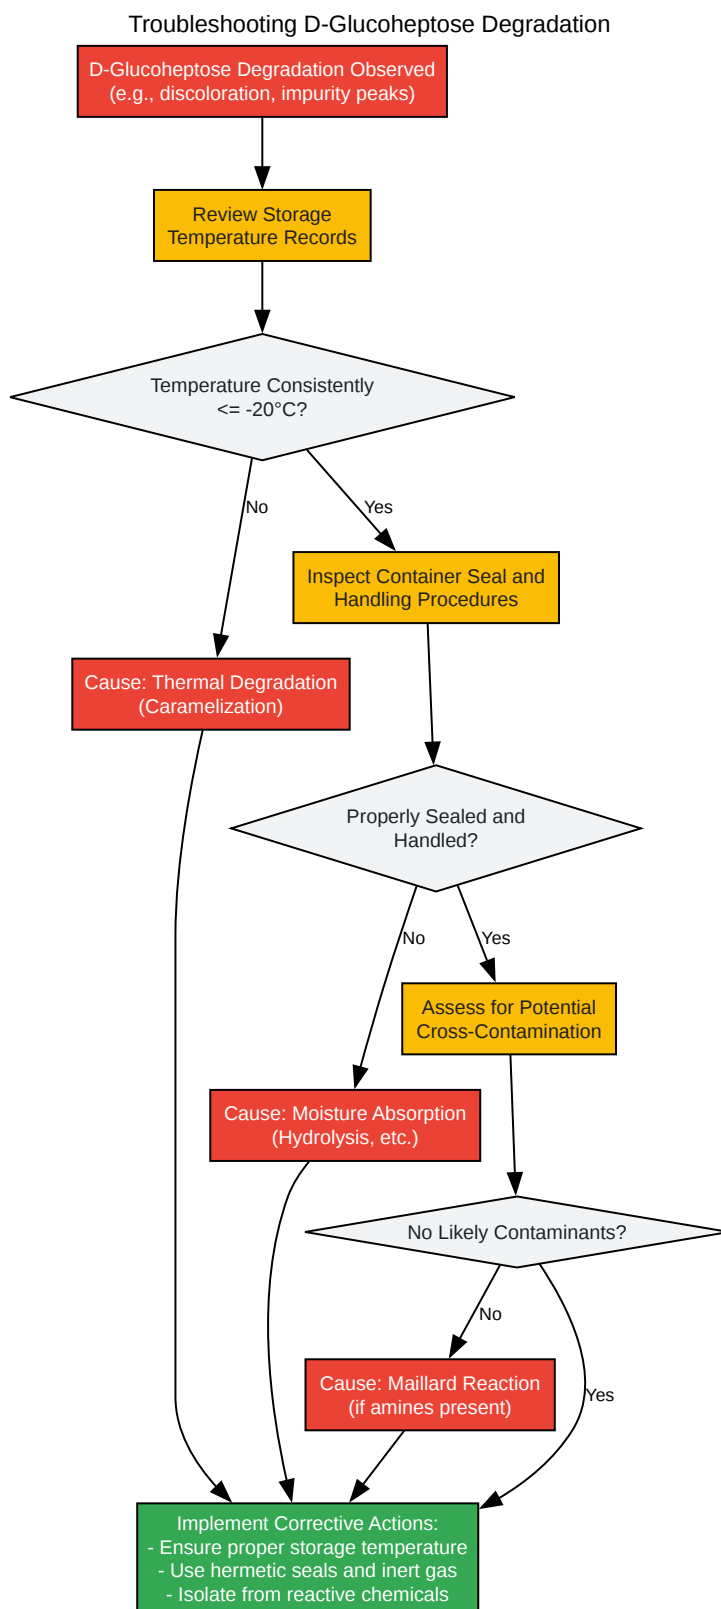 Troubleshooting D-Glucoheptose Degradation
D-Glucoheptose Degradation Observed
(e.g., discoloration, impurity peaks)
Review Storage
Temperature Records
Temperature Consistently
<= -20°C?
No
Yes
Inspect Container Seal and
Handling Procedures
Cause: Thermal Degradation
(Caramelization)
Properly Sealed and
Handled?
No
Yes
Assess for Potential
Cross-Contamination
Cause: Moisture Absorption
(Hydrolysis, etc.)
No Likely Contaminants?
No
Cause: Maillard Reaction
(if amines present)
Yes
Implement Corrective Actions:
- Ensure proper storage temperature
- Use hermetic seals and inert gas
- Isolate from reactive chemicals